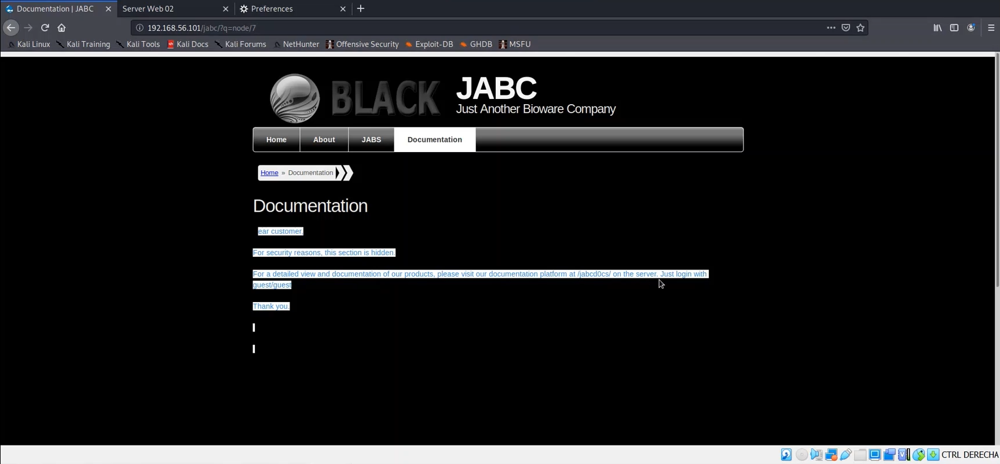 Documentation | JABC
Server Web 02
Preferences
192.168.56.101/jabc/?q=node/7
Kali Linux
Kali Training
Kali Tools
Kali Docs
Kali Forums
NetHunter
Offensive Security
Exploit-DB
GHDB
MSFU
BLACK
JABC
Just Another Bioware Company
Home
About
JABS
Documentation
Home » Documentation
Documentation
ear customer,
For security reasons, this section is hidden.
For a detailed view and documentation of our products, please visit our documentation platform at /jabcd0cs/ on the server. Just login with
guest/guest
Thank you.
CTRL DERECHA